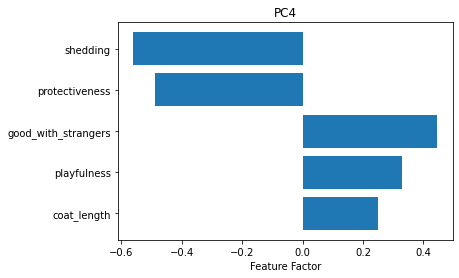 PC4
shedding
protectiveness
good_with_strangers
playfulness
coat_length
−0.6 −0.4 −0.2 0.0 0.2 0.4
Feature Factor